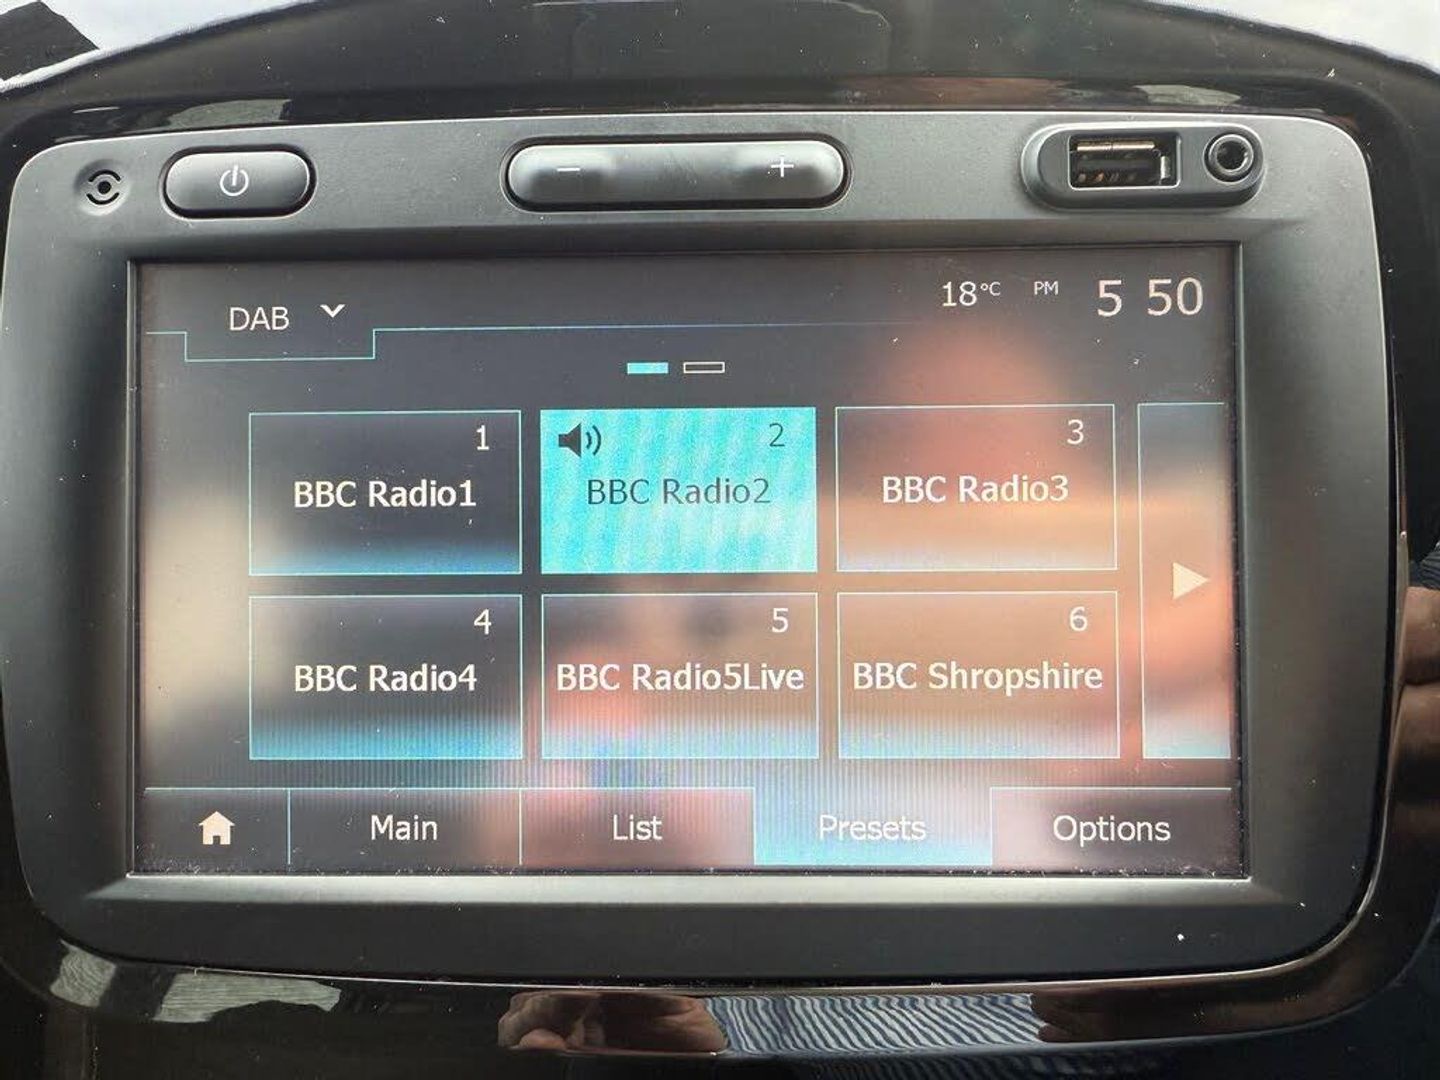 DAB
18°C PM 5 50
1
BBC Radio1
2
BBC Radio2
3
BBC Radio3
4
BBC Radio4
5
BBC Radio5Live
6
BBC Shropshire
Main
List
Presets
Options